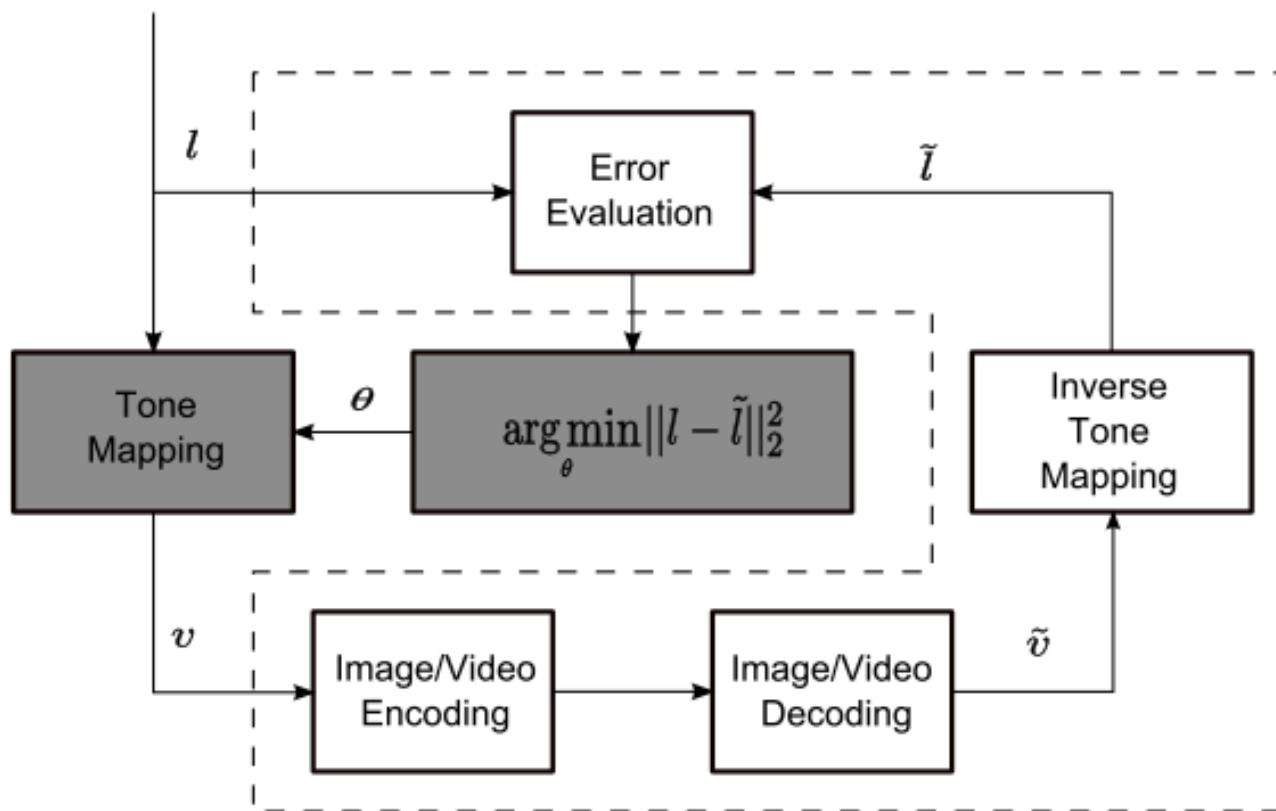 l
Error
Evaluation
l̃
Tone
Mapping
θ
arg min||l − l̃||₂²
θ
Inverse
Tone
Mapping
v
Image/Video
Encoding
Image/Video
Decoding
ṽ